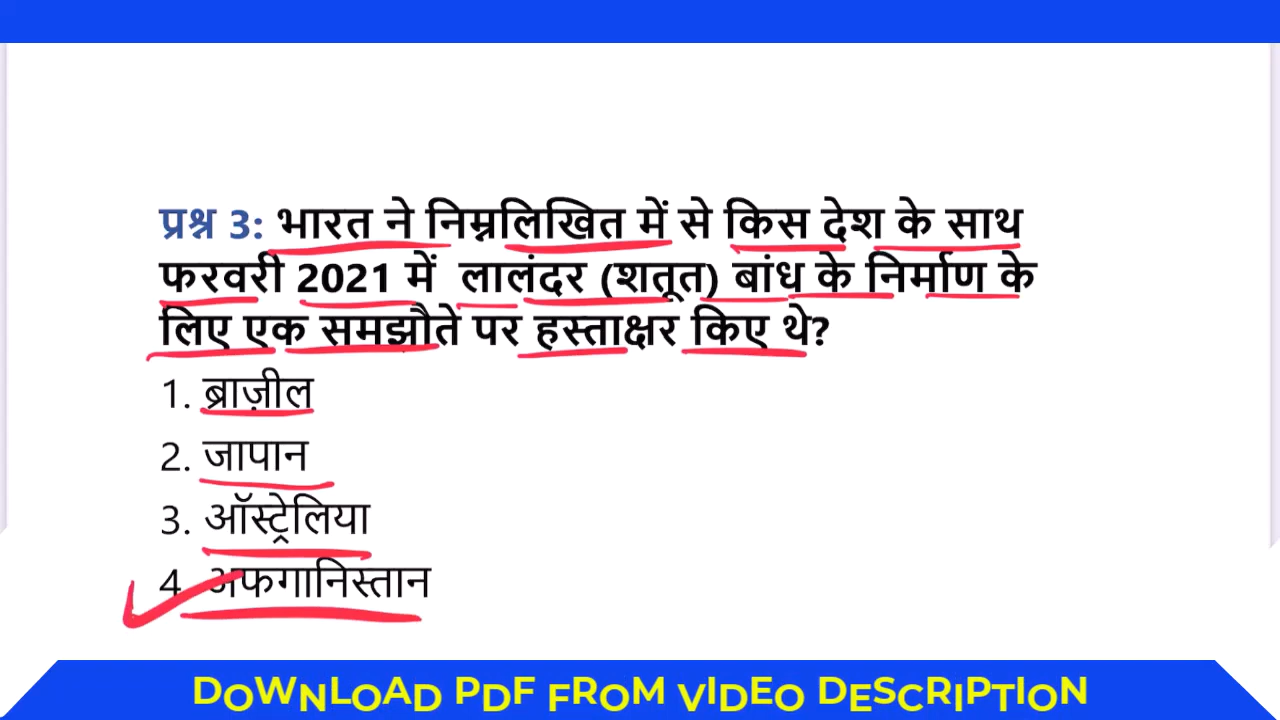 प्रश्न 3: भारत ने निम्नलिखित में से किस देश के साथ
फरवरी 2021 में लालंदर (शतूत) बांध के निर्माण के
लिए एक समझौते पर हस्ताक्षर किए थे?
1. ब्राज़ील
2. जापान
3. ऑस्ट्रेलिया
4. अफगानिस्तान
DOWNLOAD PDF FROM VIDEO DESCRIPTION